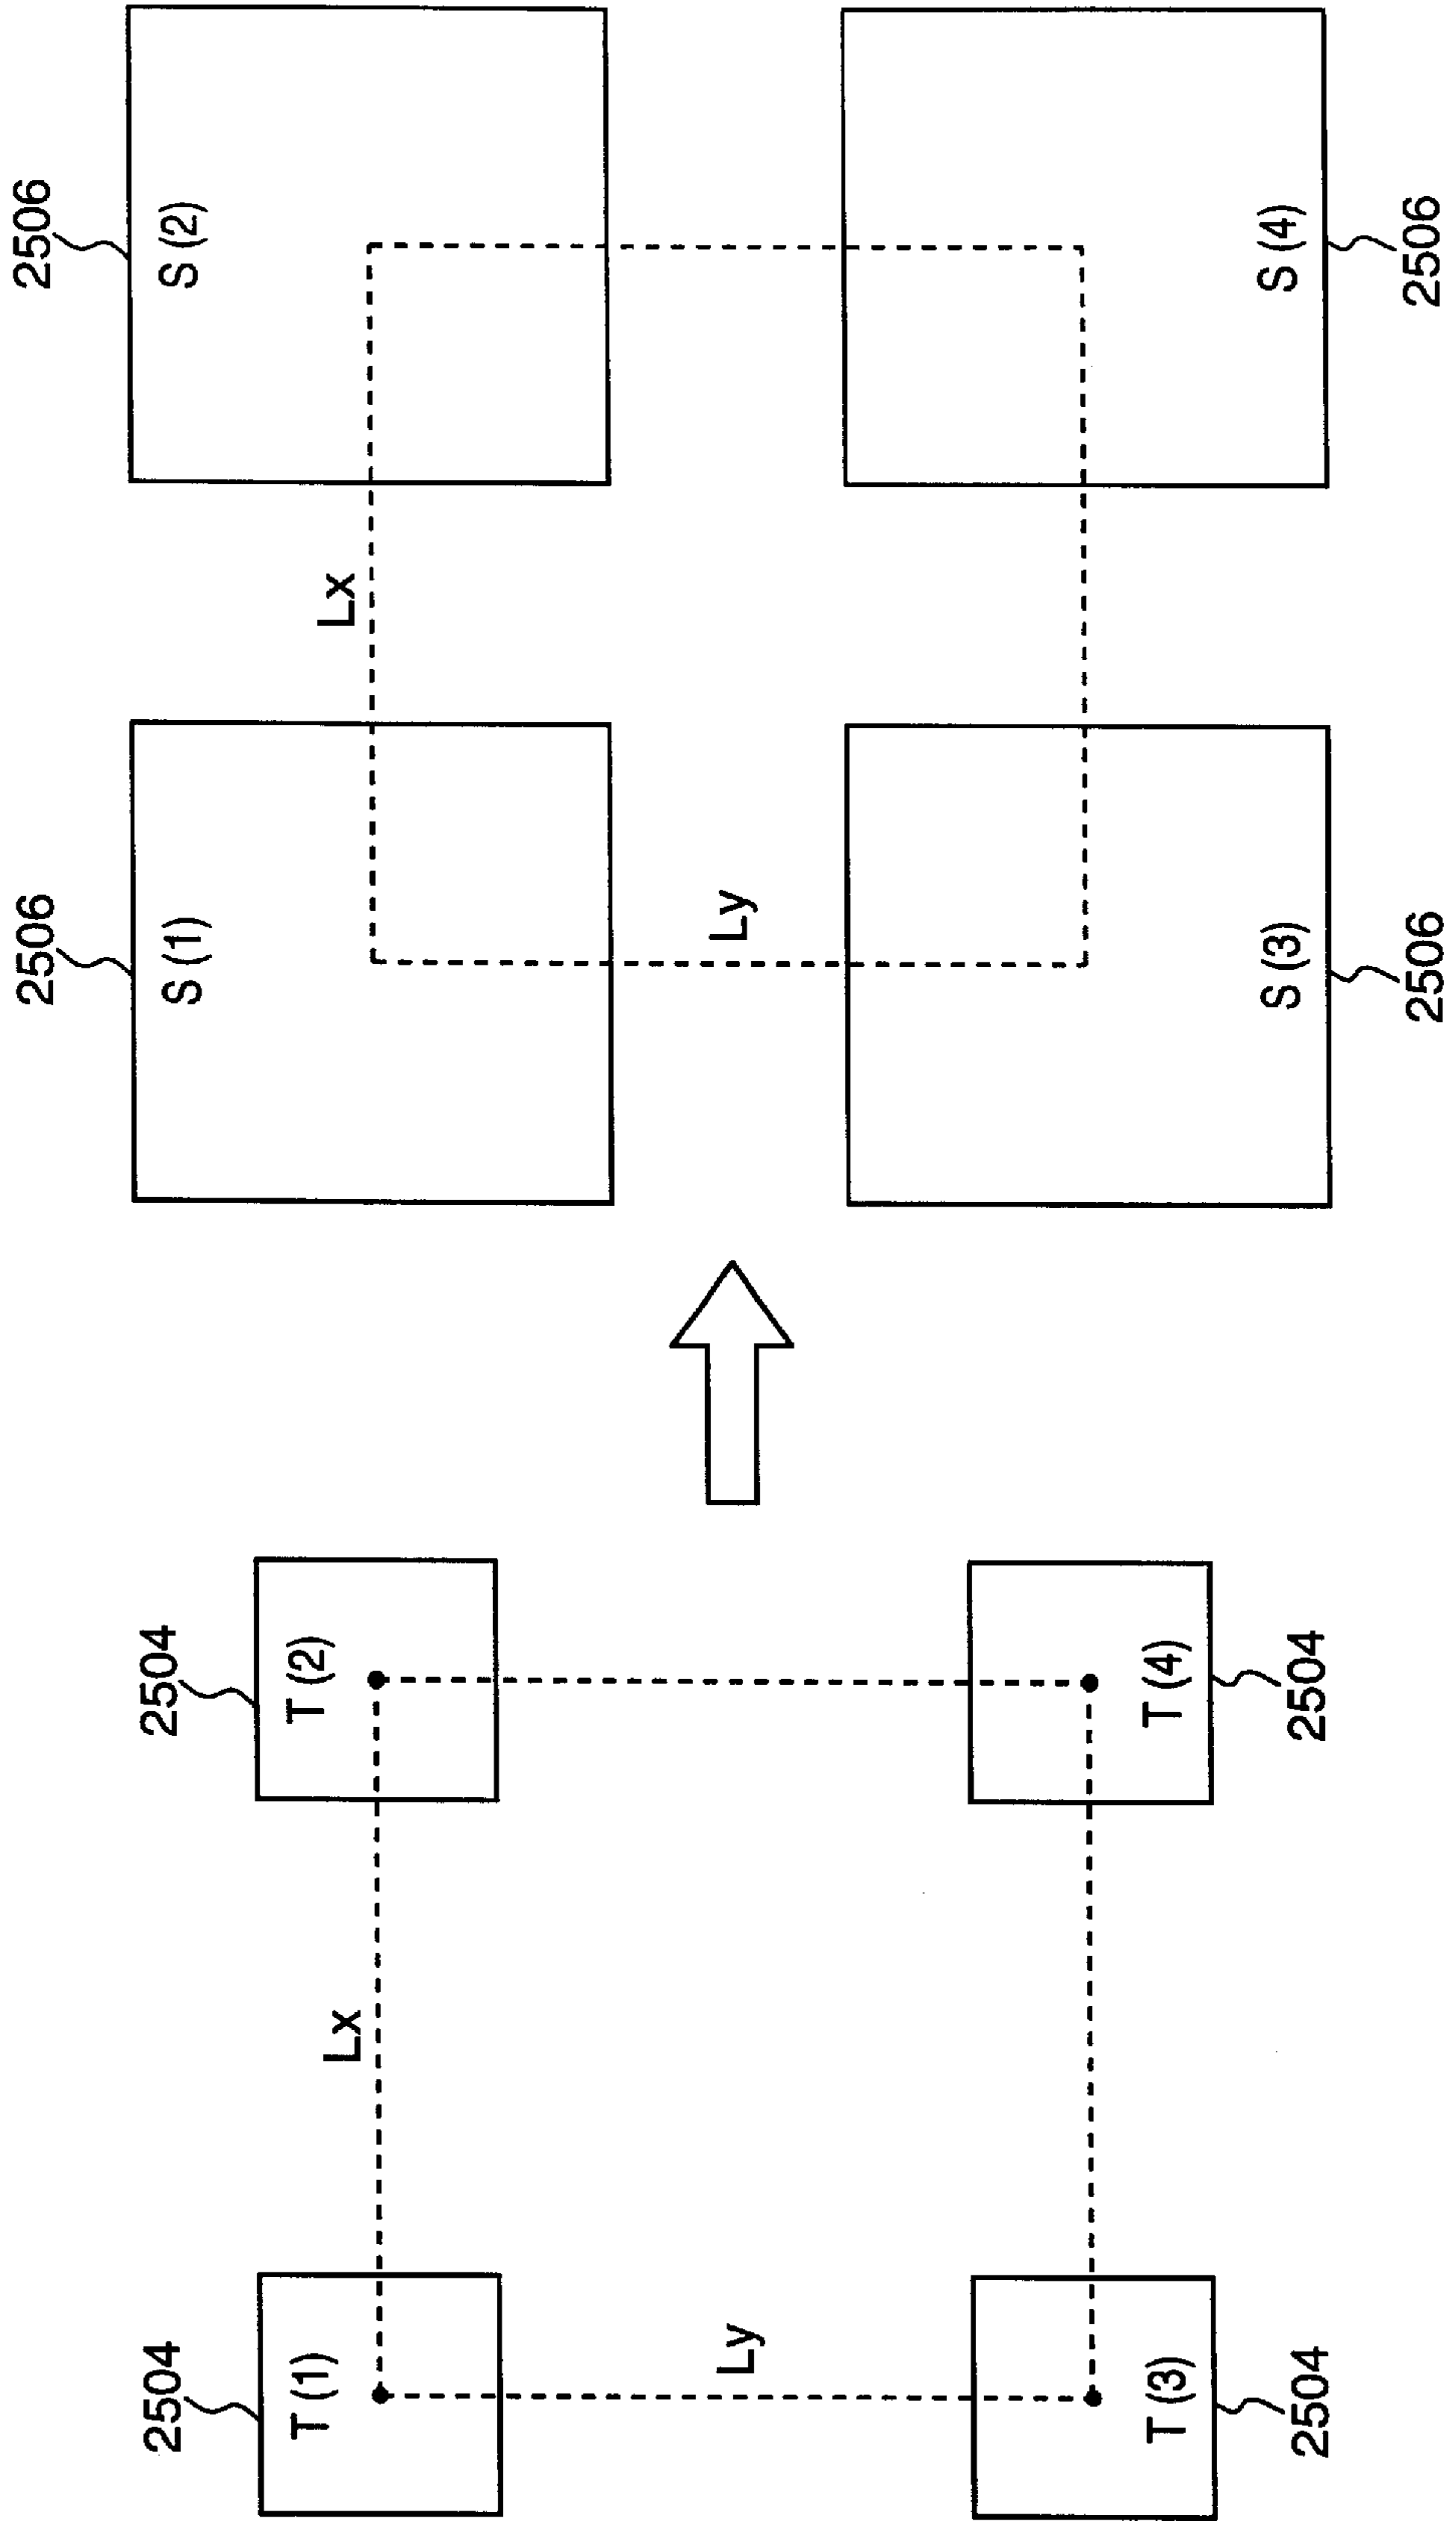 2504
T (1)
Lx
2504
T (2)
Ly
T (3)
2504
T (4)
2504
2506
S (1)
Lx
2506
S (2)
Ly
S (3)
2506
S (4)
2506